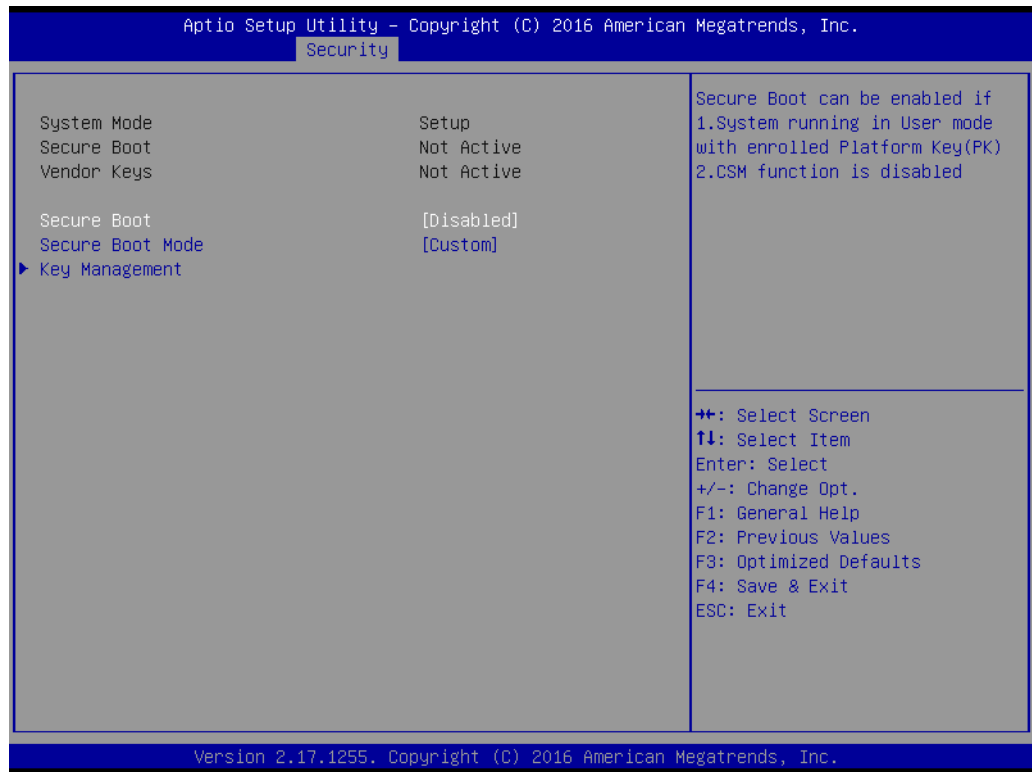 Aptio Setup Utility – Copyright (C) 2016 American Megatrends, Inc.
Security
System Mode Setup
Secure Boot Not Active
Vendor Keys Not Active
Secure Boot [Disabled]
Secure Boot Mode [Custom]
Key Management
Secure Boot can be enabled if
1.System running in User mode
with enrolled Platform Key(PK)
2.CSM function is disabled
→←: Select Screen
↑↓: Select Item
Enter: Select
+/-: Change Opt.
F1: General Help
F2: Previous Values
F3: Optimized Defaults
F4: Save & Exit
ESC: Exit
Version 2.17.1255. Copyright (C) 2016 American Megatrends, Inc.